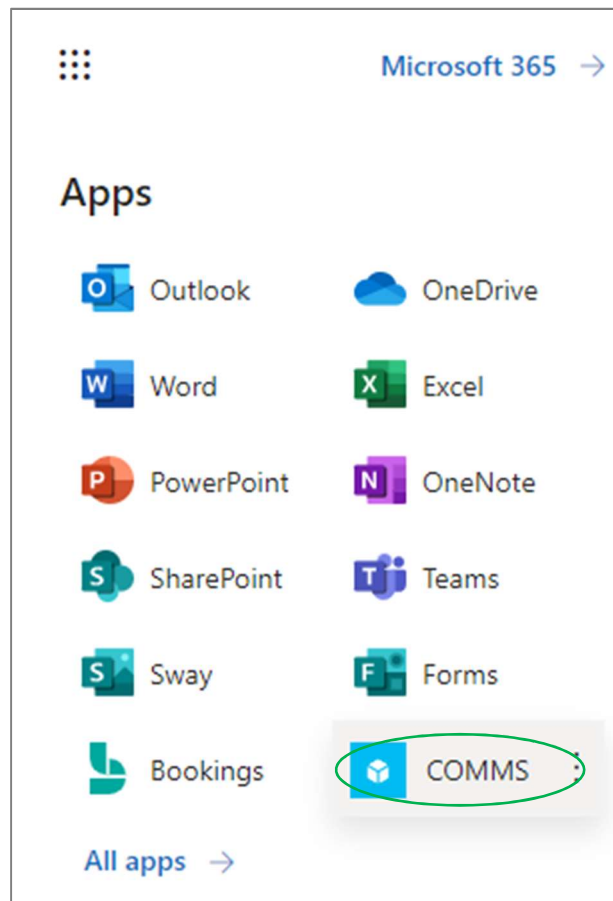 Microsoft 365
Apps
Outlook OneDrive
Word Excel
PowerPoint OneNote
SharePoint Teams
Sway Forms
Bookings COMMS
All apps